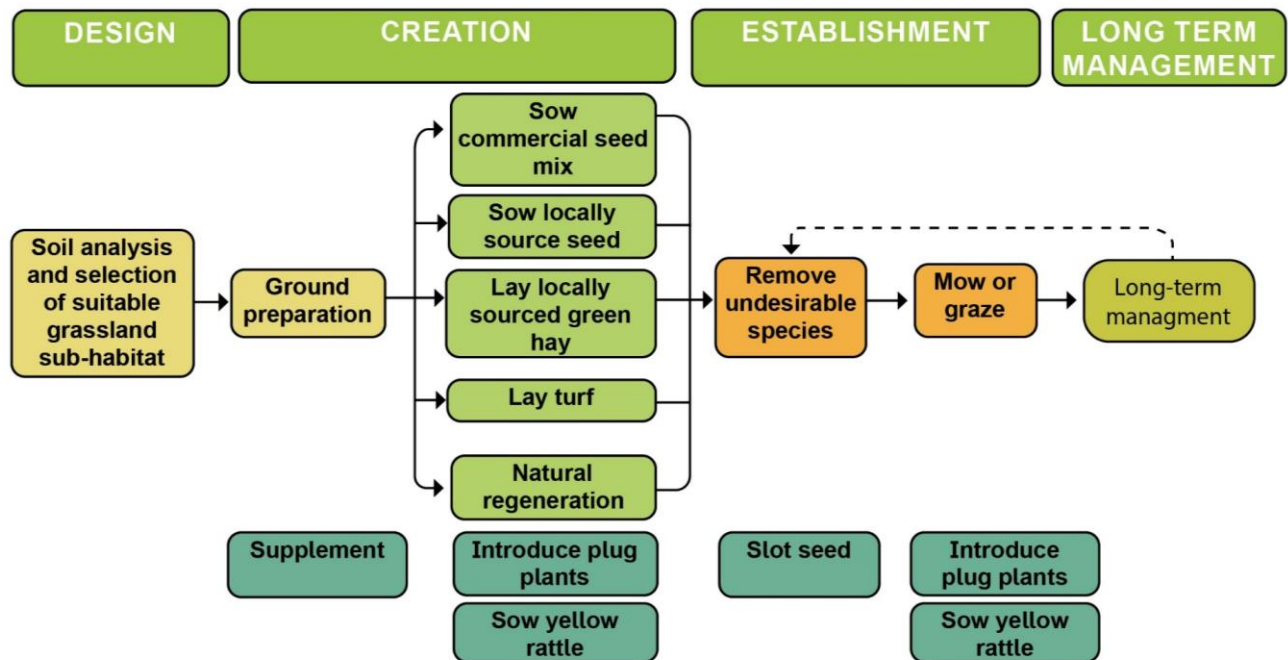 DESIGN
CREATION
ESTABLISHMENT
LONG TERM
MANAGEMENT
Soil analysis
and selection
of suitable
grassland
sub-habitat
Ground
preparation
Sow
commercial seed
mix
Sow locally
source seed
Lay locally
sourced green
hay
Lay turf
Natural
regeneration
Remove
undesirable
species
Mow or
graze
Long-term
managment
Supplement
Introduce plug
plants
Sow yellow
rattle
Slot seed
Introduce
plug plants
Sow yellow
rattle